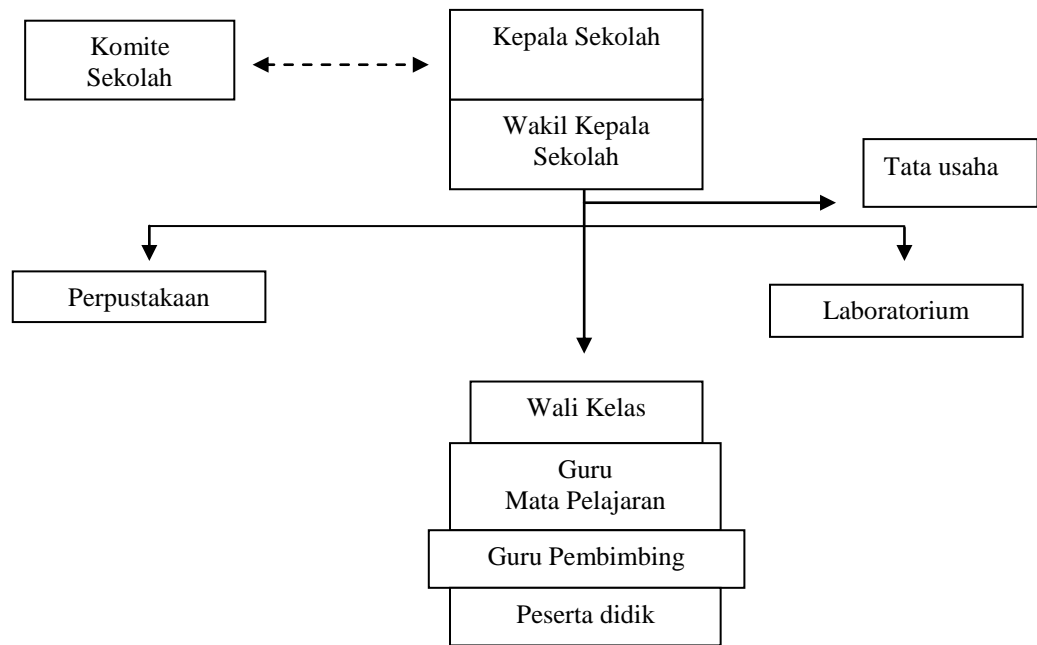 Komite
Sekolah
Kepala Sekolah
Wakil Kepala
Sekolah
Tata usaha
Perpustakaan
Laboratorium
Wali Kelas
Guru
Mata Pelajaran
Guru Pembimbing
Peserta didik